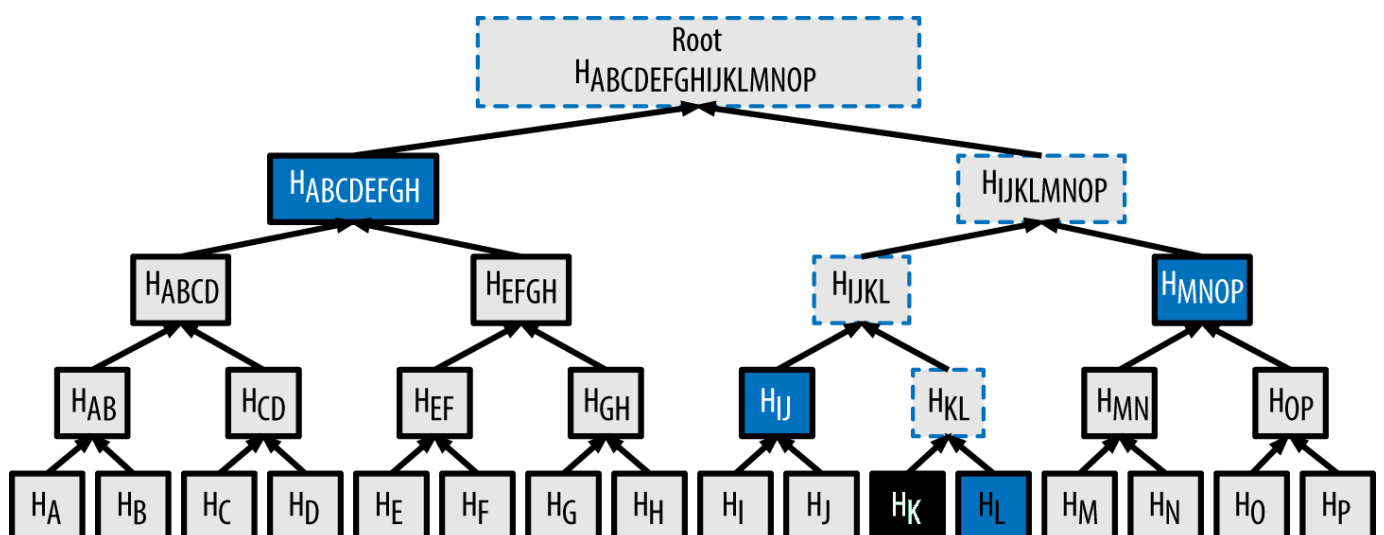 Root
HABCDEFGHIJKLMNOP
HABCDEFGH HIJKLMNOP
HABCD HEFGH HIJKL HMNOP
HAB HCD HEF HGH HIJ HKL HMN HOP
HA HB HC HD HE HF HG HH HI HJ HK HL HM HN HO HP